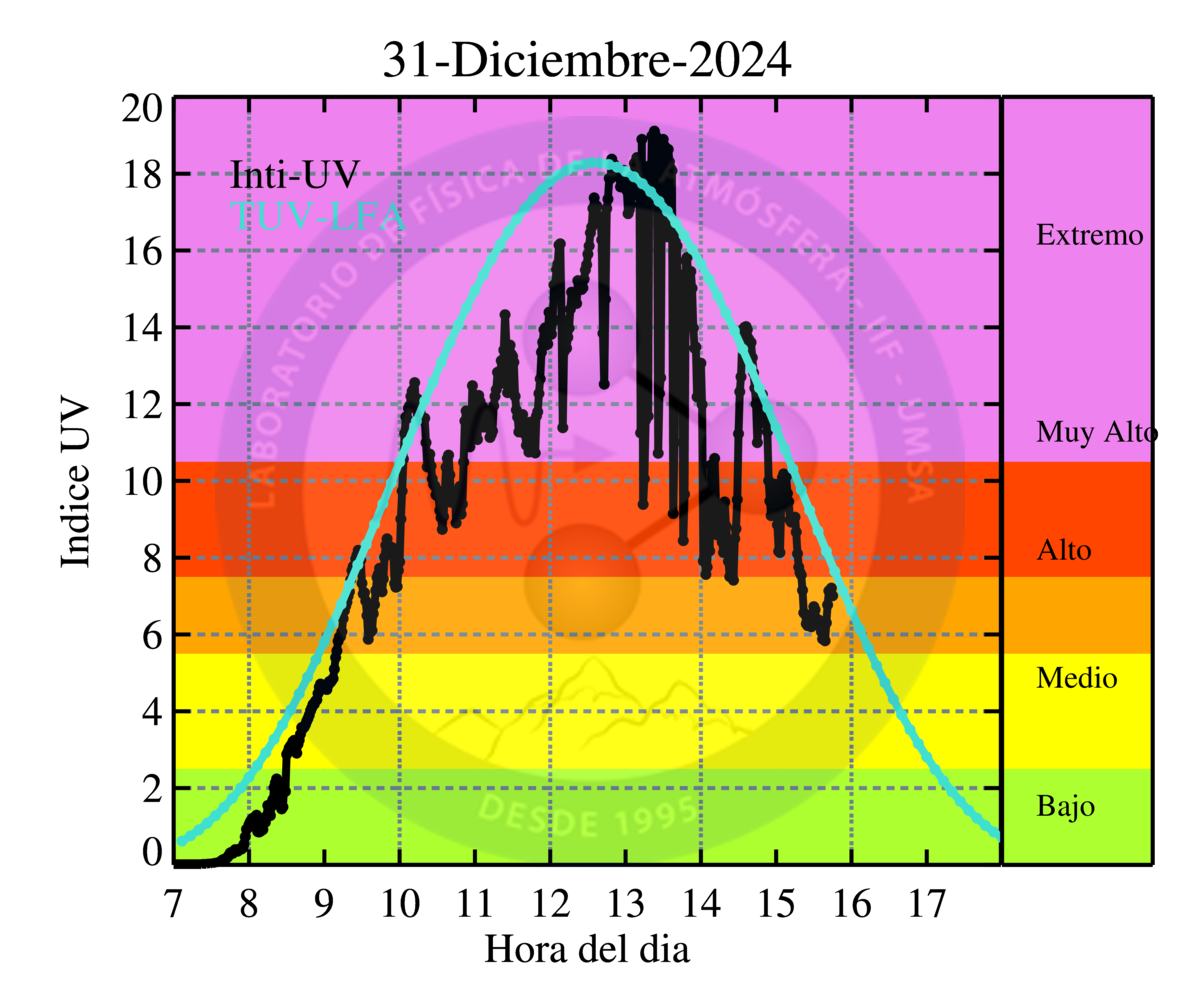 31-Diciembre-2024
Inti-UV
TUV-LFA
LABORATORIO DE FÍSICA DE LA ATMÓSFERA - IIF - UMSA
DESDE 1995
Indice UV
20
18
16
14
12
10
8
6
4
2
0
7 8 9 10 11 12 13 14 15 16 17
Hora del dia
Extremo
Muy Alto
Alto
Medio
Bajo